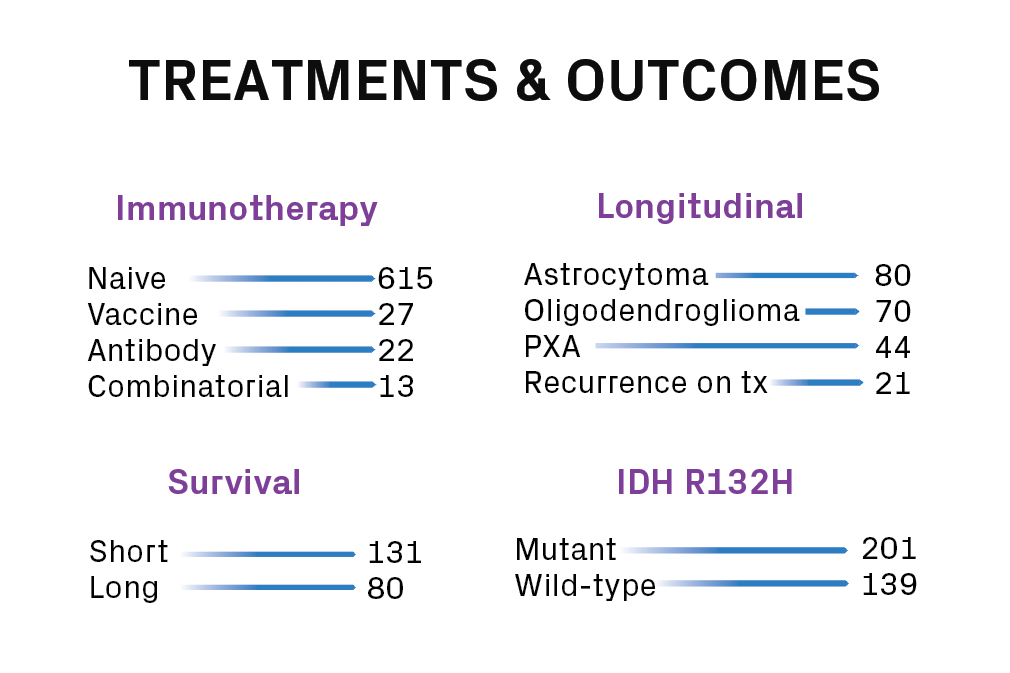 TREATMENTS & OUTCOMES
Immunotherapy
Naive 615
Vaccine 27
Antibody 22
Combinatorial 13
Longitudinal
Astrocytoma 80
Oligodendroglioma 70
PXA 44
Recurrence on tx 21
Survival
Short 131
Long 80
IDH R132H
Mutant 201
Wild-type 139